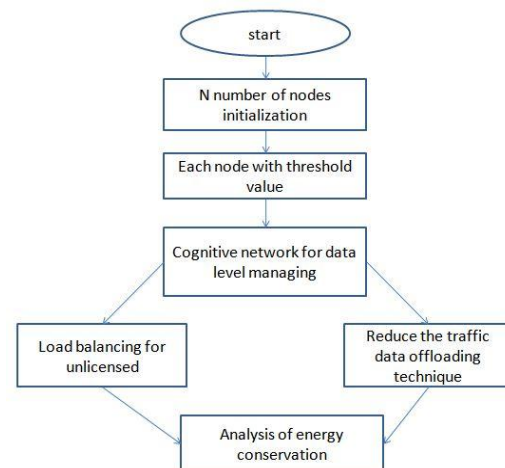 start
N number of nodes
initialization
Each node with threshold
value
Cognitive network for data
level managing
Load balancing for
unlicensed
Reduce the traffic
data offloading
technique
Analysis of energy
conservation